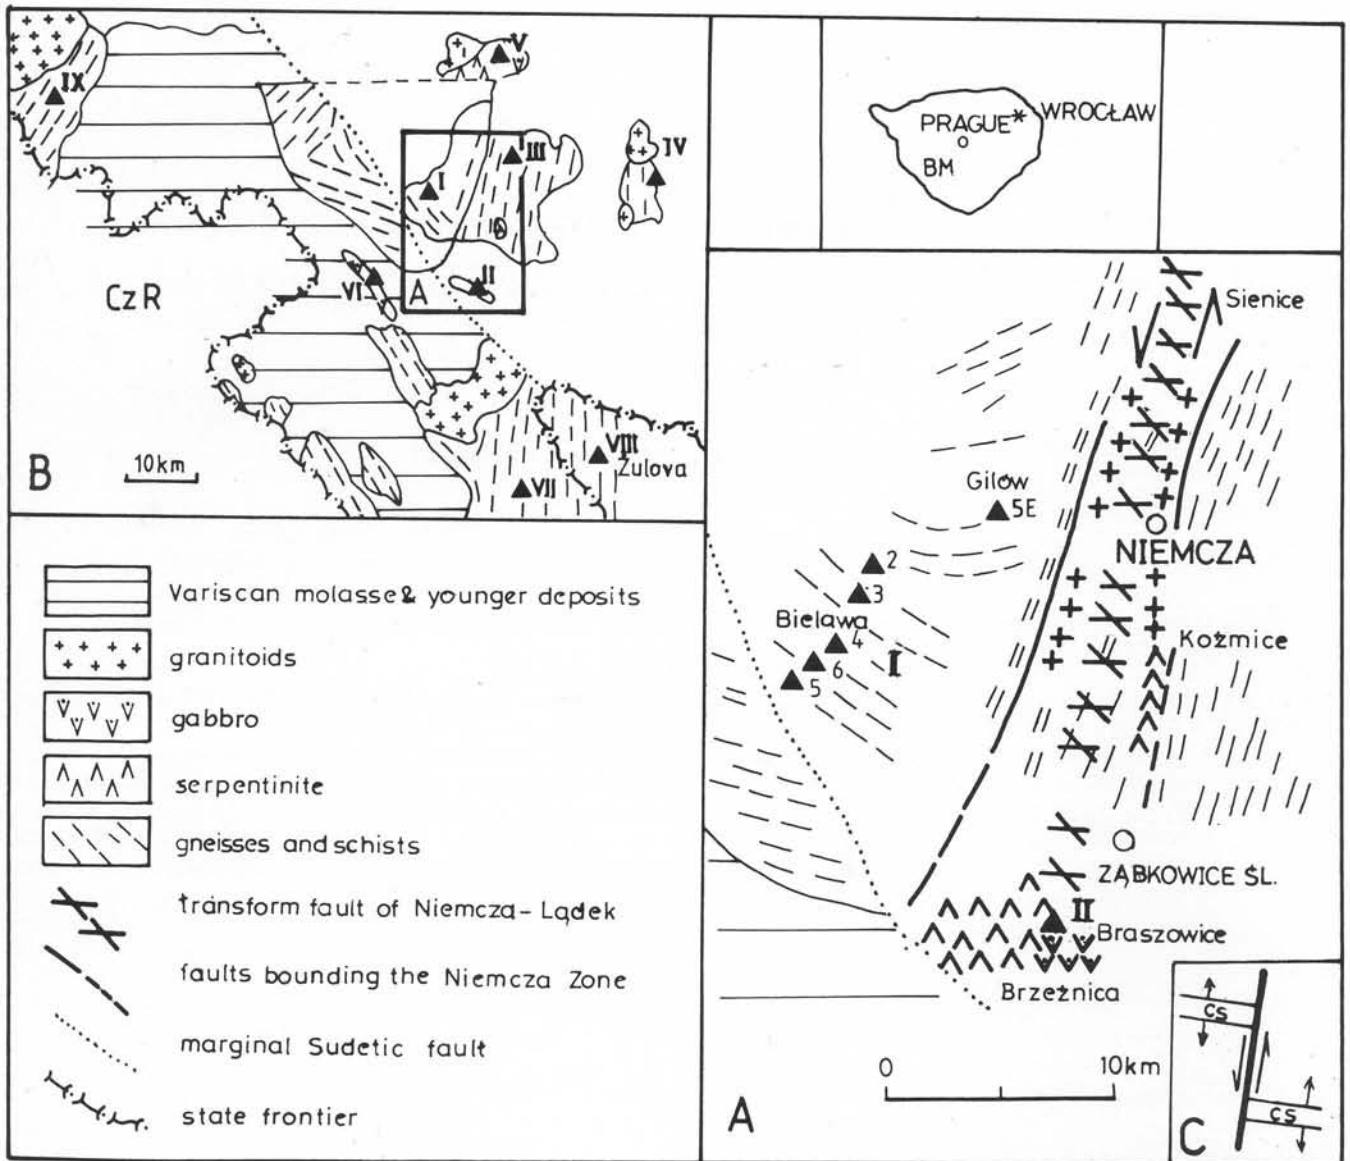 IX
V
IV
III
I
II
VI
A
CzR
VIII
Żulova
VII
B
10km
PRAGUE* WROCŁAW
BM
Variscan molasse & younger deposits
granitoids
gabbro
serpentinite
gneisses and schists
transform fault of Niemcza-Lądek
faults bounding the Niemcza Zone
marginal Sudetic fault
state frontier
Sienice
Gilów
5E
NIEMCZA
2
3
Bielawa
4
I
6
5
Koźmice
ZĄBKOWICE ŚL.
II
Braszowice
Brzeźnica
0 10km
A
CS
CS
C